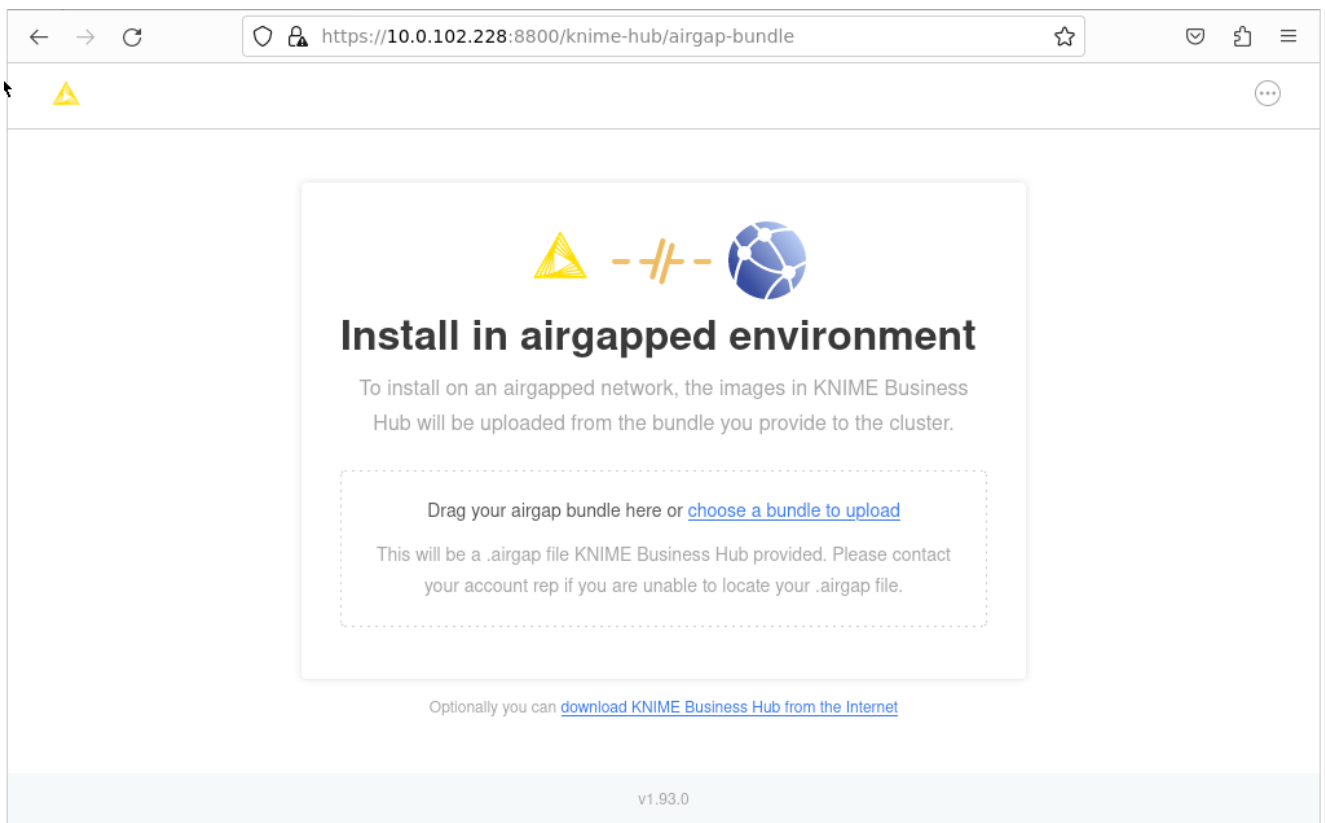 https://10.0.102.228:8800/knime-hub/airgap-bundle
Install in airgapped environment
To install on an airgapped network, the images in KNIME Business
Hub will be uploaded from the bundle you provide to the cluster.
Drag your airgap bundle here or choose a bundle to upload
This will be a .airgap file KNIME Business Hub provided. Please contact
your account rep if you are unable to locate your .airgap file.
Optionally you can download KNIME Business Hub from the Internet
v1.93.0